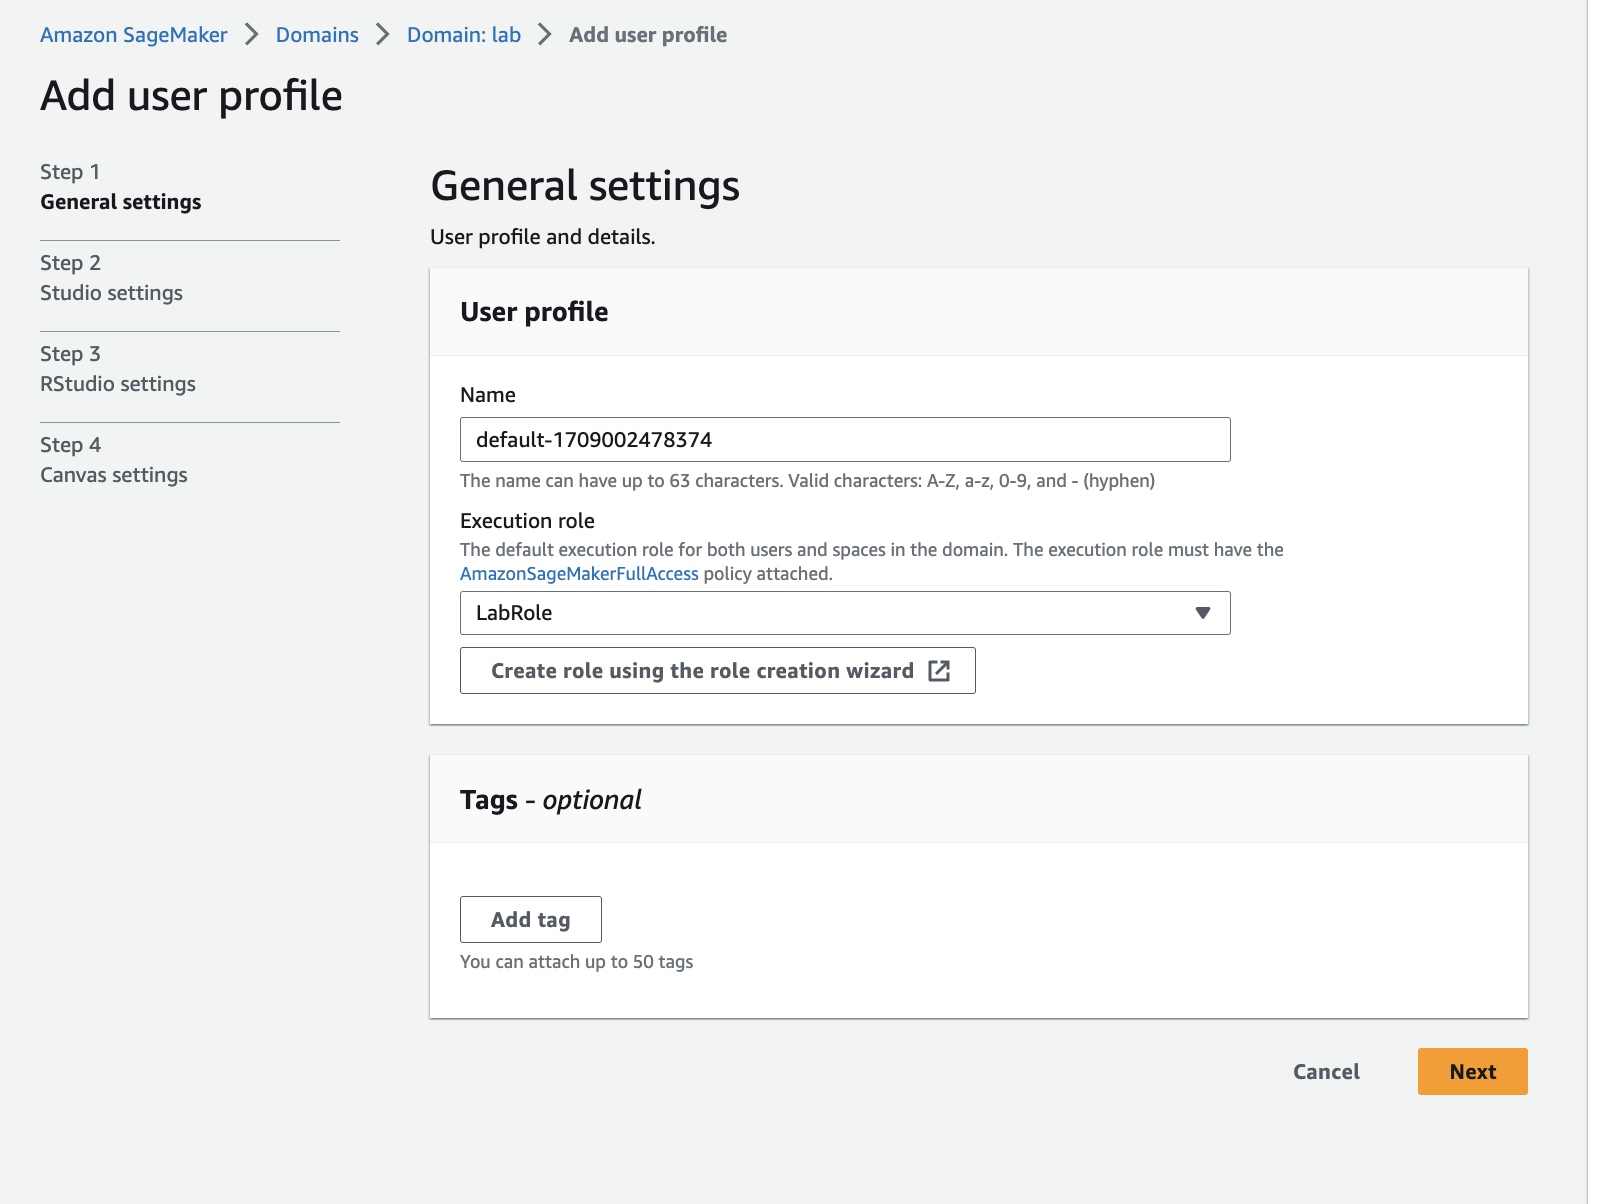 Amazon SageMaker > Domains > Domain: lab > Add user profile
Add user profile
Step 1
General settings
Step 2
Studio settings
Step 3
RStudio settings
Step 4
Canvas settings
General settings
User profile and details.
User profile
Name
default-1709002478374
The name can have up to 63 characters. Valid characters: A-Z, a-z, 0-9, and - (hyphen)
Execution role
The default execution role for both users and spaces in the domain. The execution role must have the
AmazonSageMakerFullAccess policy attached.
LabRole
Create role using the role creation wizard
Tags - optional
Add tag
You can attach up to 50 tags
Cancel
Next